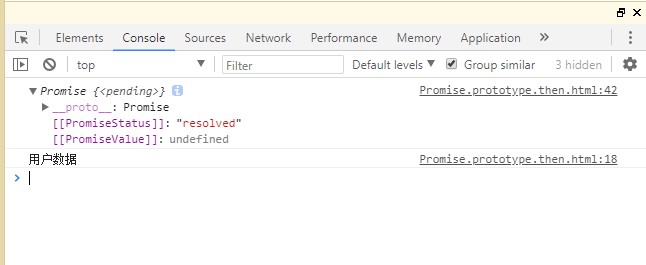 Elements Console Sources Network Performance Memory Application »
top Filter Default levels Group similar 3 hidden
Promise {<pending>} i Promise.prototype.then.html:42
__proto__: Promise
[[PromiseStatus]]: "resolved"
[[PromiseValue]]: undefined
用户数据 Promise.prototype.then.html:18